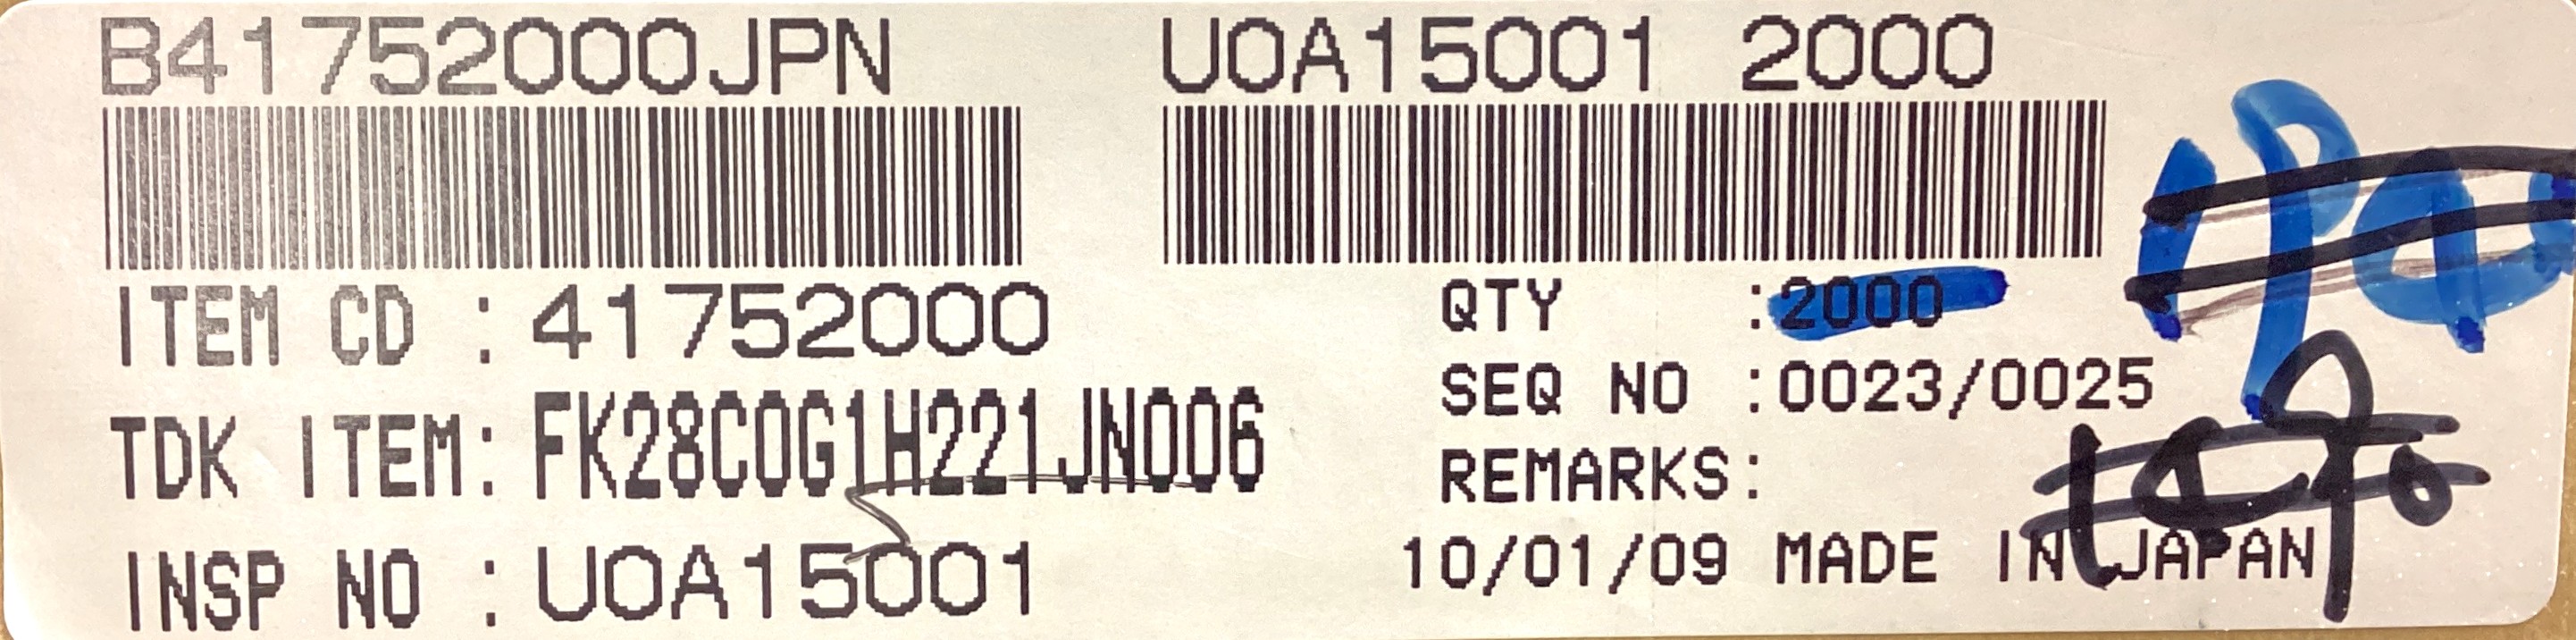 B41752000JPN
U0A15001 2000
ITEM CD : 41752000
TDK ITEM: FK28C0G1H221JN006
INSP NO : U0A15001
QTY :2000
SEQ NO :0023/0025
REMARKS:
10/01/09 MADE IN JAPAN